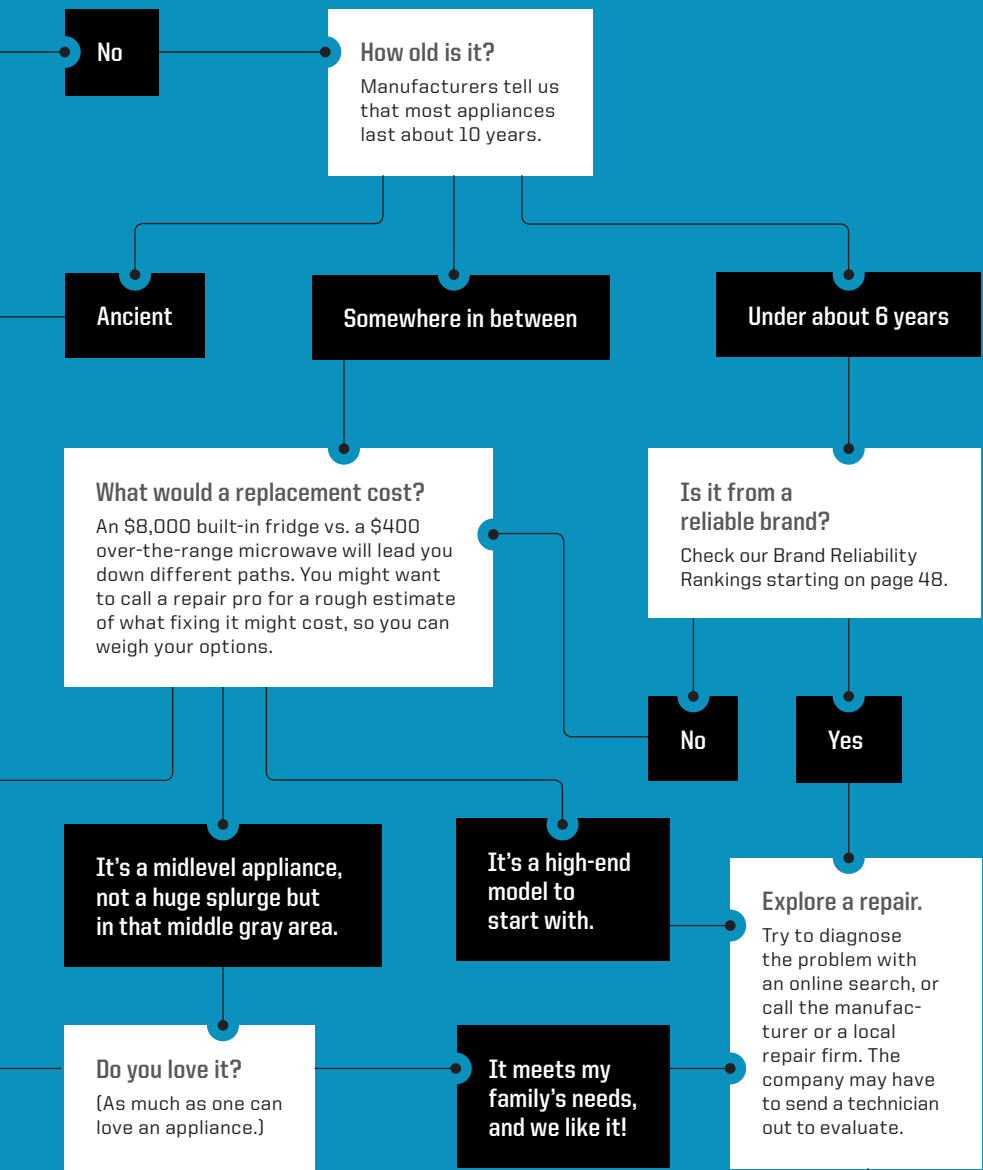 No
How old is it?
Manufacturers tell us
that most appliances
last about 10 years.
Ancient
Somewhere in between
Under about 6 years
What would a replacement cost?
An $8,000 built-in fridge vs. a $400
over-the-range microwave will lead you
down different paths. You might want
to call a repair pro for a rough estimate
of what fixing it might cost, so you can
weigh your options.
Is it from a
reliable brand?
Check our Brand Reliability
Rankings starting on page 48.
No
Yes
It's a midlevel appliance,
not a huge splurge but
in that middle gray area.
It's a high-end
model to
start with.
Explore a repair.
Try to diagnose
the problem with
an online search, or
call the manufac-
turer or a local
repair firm. The
company may have
to send a technician
out to evaluate.
Do you love it?
(As much as one can
love an appliance.)
It meets my
family's needs,
and we like it!